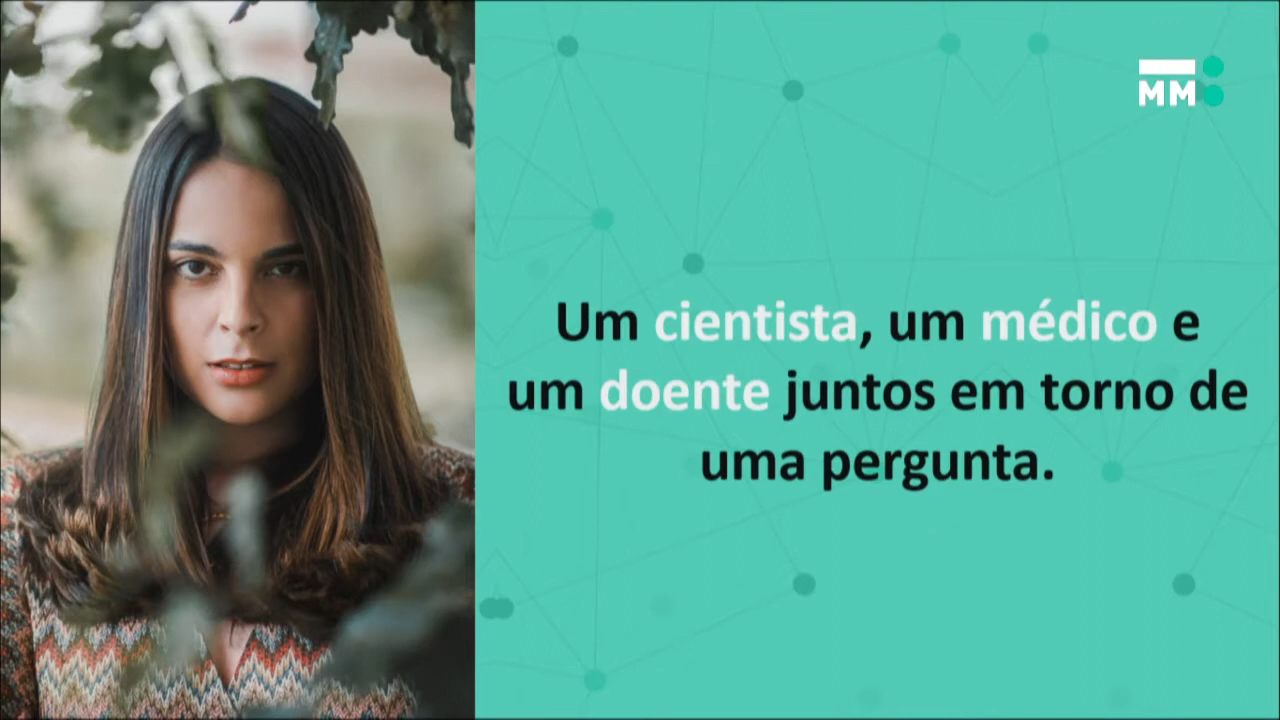 MM
Um cientista, um médico e
um doente juntos em torno de
uma pergunta.